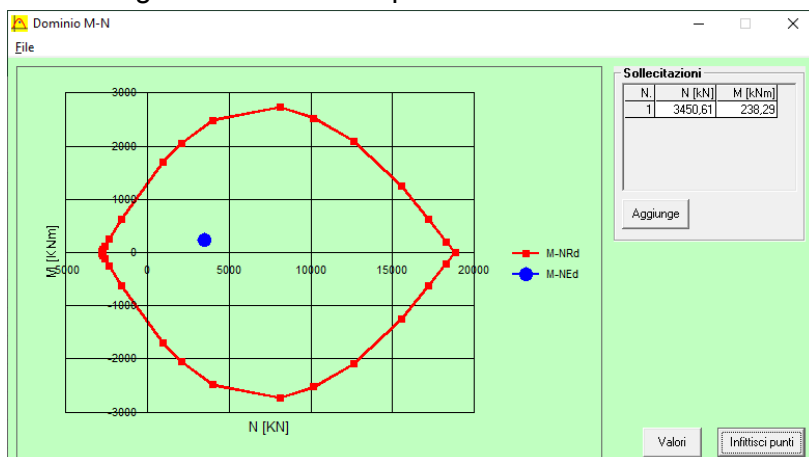 Dominio M-N
File
Sollecitazioni
N. N [kN] M [kNm]
1 3450,61 238,29
Aggiunge
3000
2000
1000
0
-1000
-2000
-3000
M [KNm]
-5000 0 5000 10000 15000 20000
N [KN]
M-NRd
M-NEd
Valori
Infittisci punti